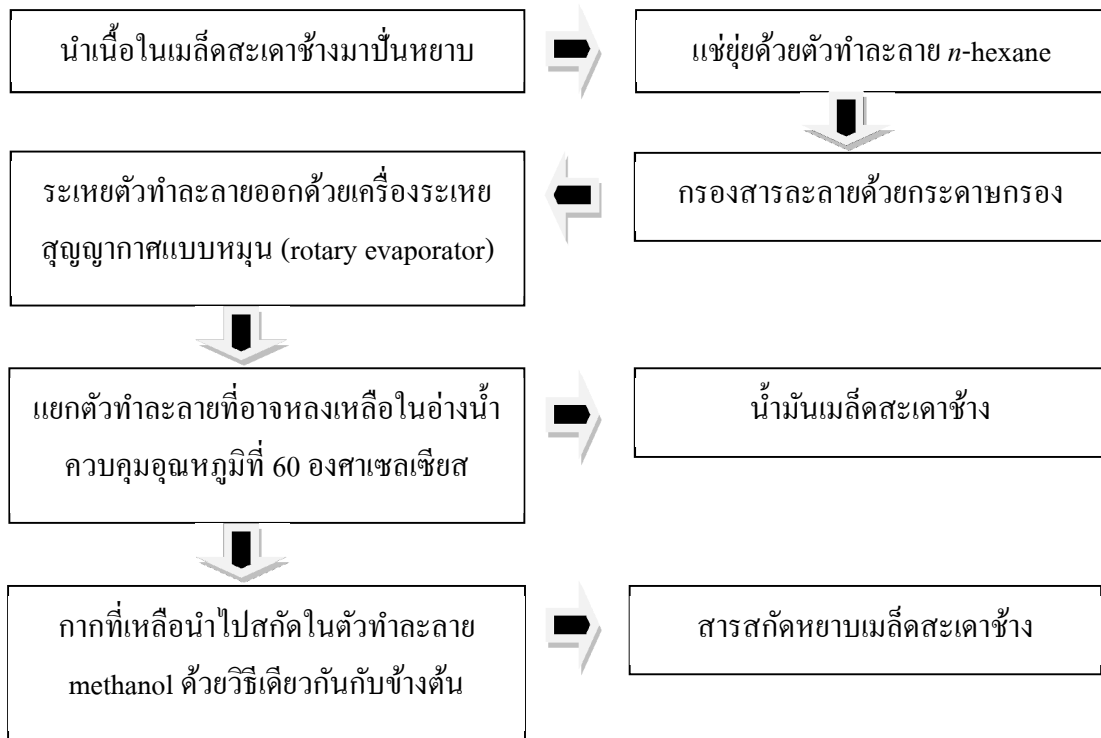 นำเนื้อในเมล็ดสะเดาช้างมาปั่นหยาบ
แช่ยุ่ยด้วยตัวทำละลาย n-hexane
กรองสารละลายด้วยกระดาษกรอง
ระเหยตัวทำละลายออกด้วยเครื่องระเหย
สุญญากาศแบบหมุน (rotary evaporator)
แยกตัวทำละลายที่อาจหลงเหลือในอ่างน้ำ
ควบคุมอุณหภูมิที่ 60 องศาเซลเซียส
น้ำมันเมล็ดสะเดาช้าง
กากที่เหลือนำไปสกัดในตัวทำละลาย
methanol ด้วยวิธีเดียวกันกับข้างต้น
สารสกัดหยาบเมล็ดสะเดาช้าง